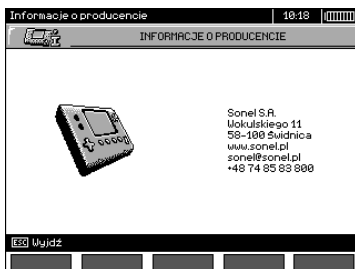 Informacje o producencie 10:18
INFORMACJE O PRODUCENCIE
Sonel S.A.
Wokulskiego 11
58-100 Świdnica
www.sonel.pl
sonel@sonel.pl
+48 74 85 83 800
ESC Wyjdź